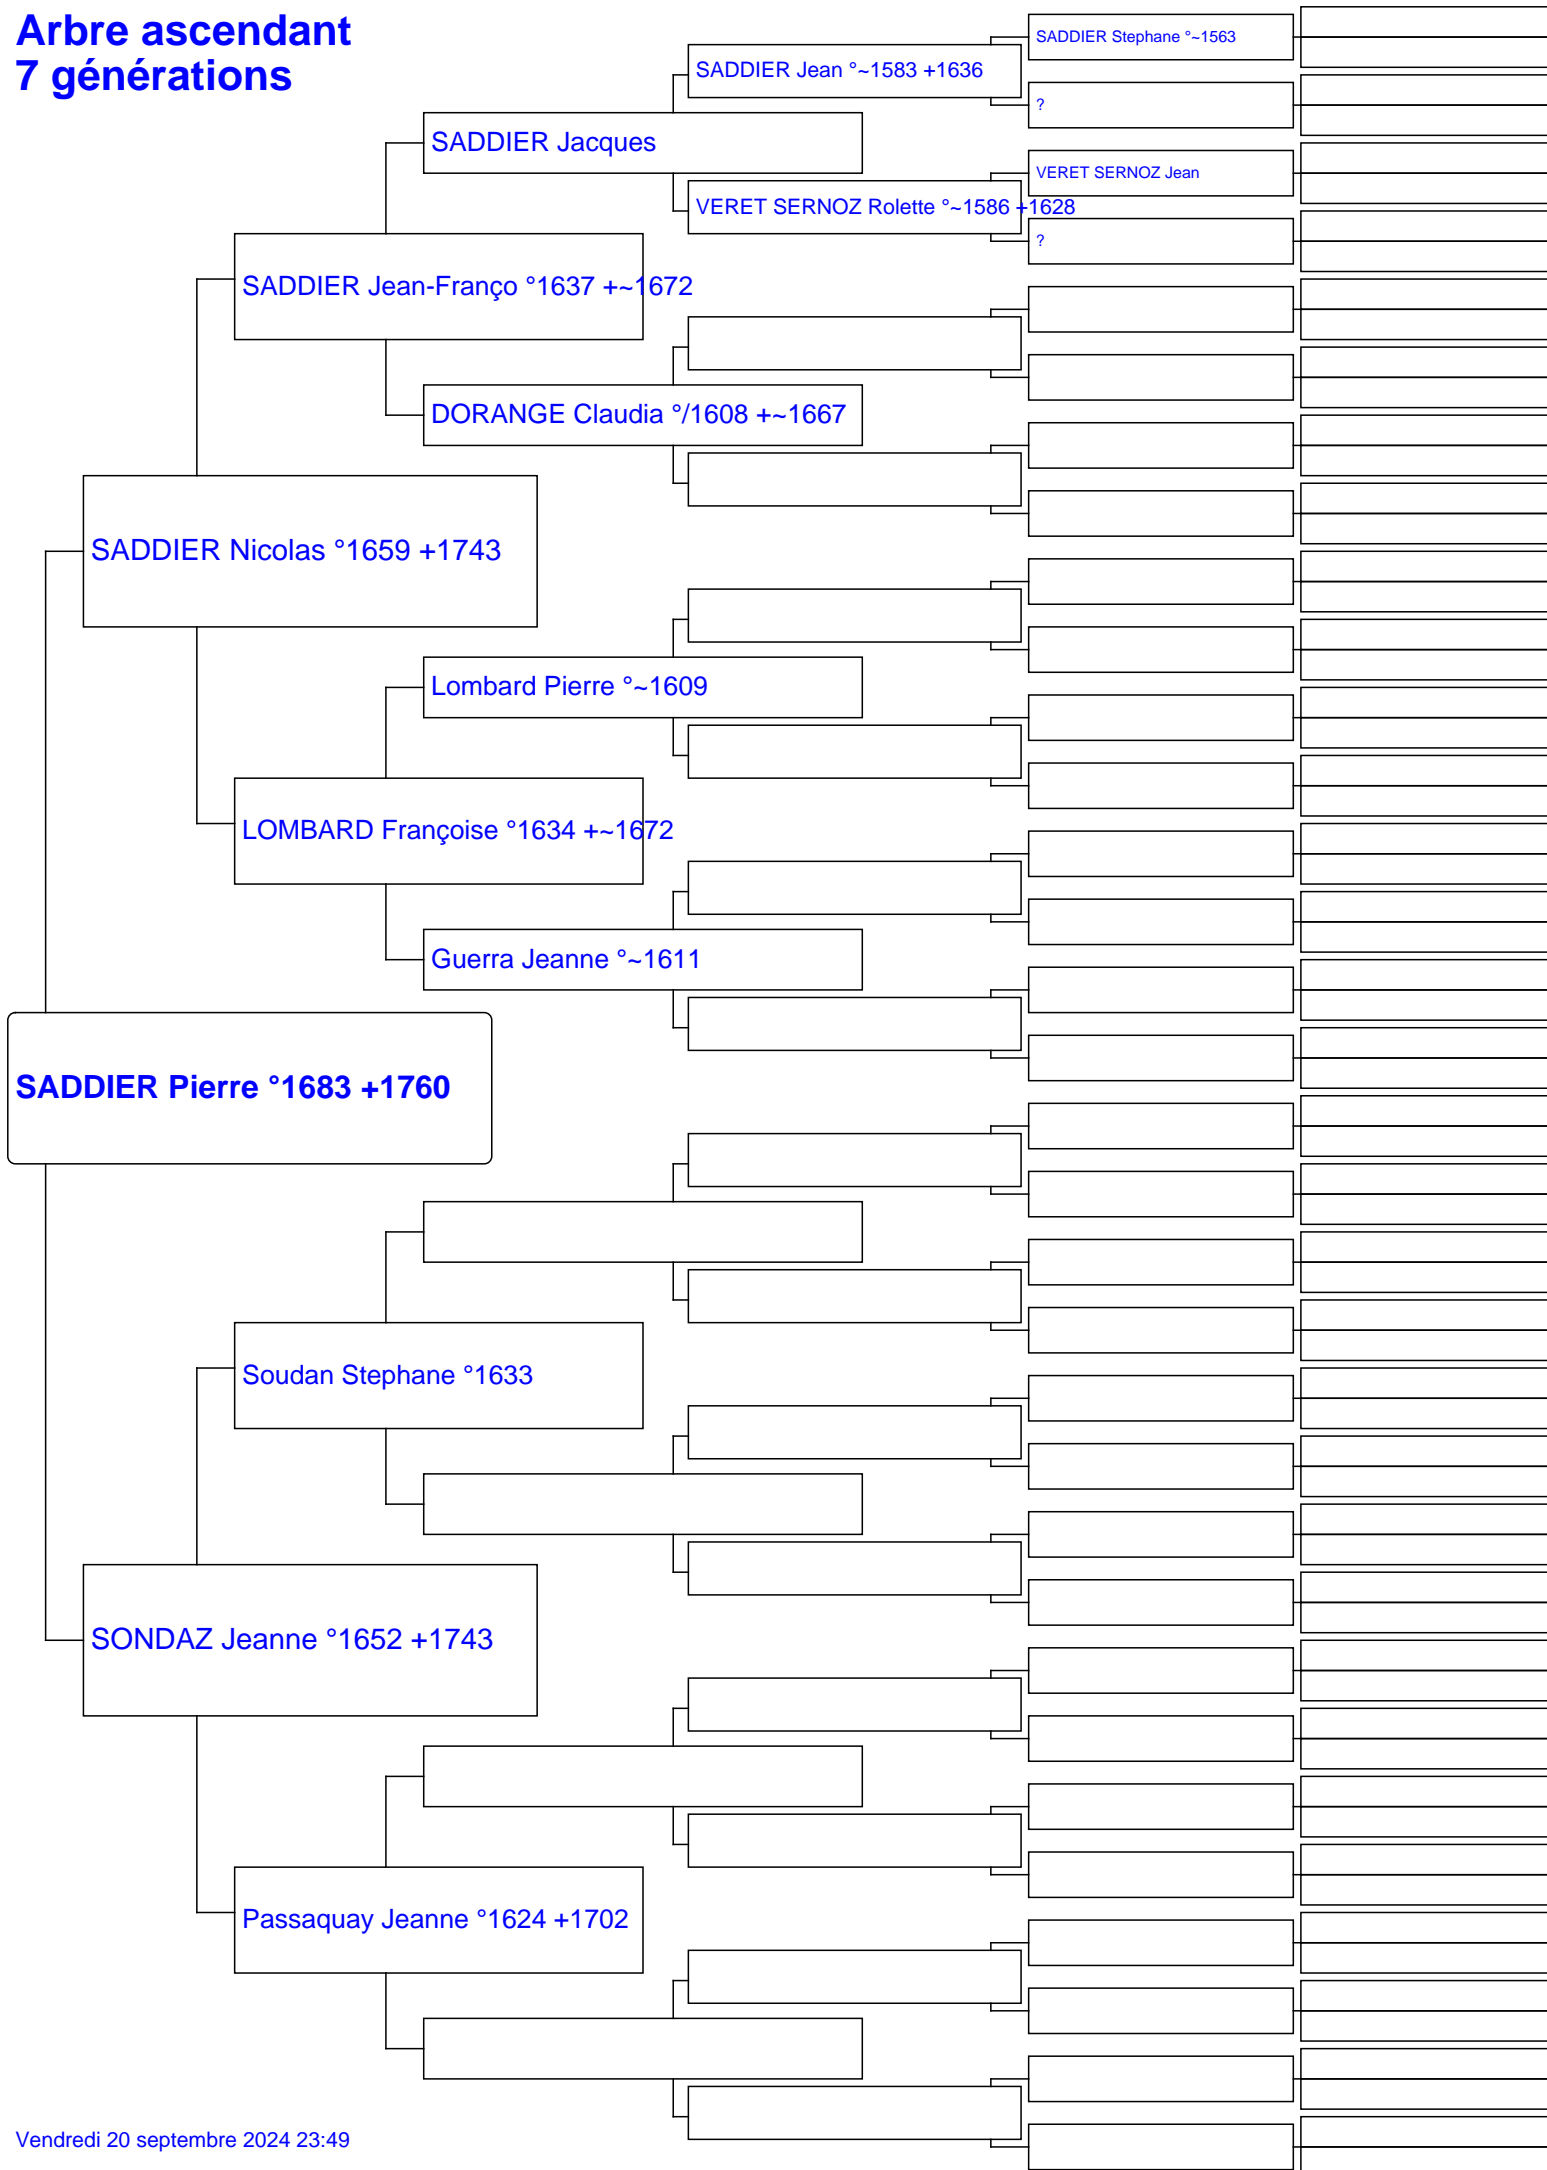 Arbre ascendant
7 générations
SADDIER Stephane °~1563
SADDIER Jean °~1583 +1636
?
SADDIER Jacques
VERET SERNOZ Jean
VERET SERNOZ Rolette °~1586 +1628
?
SADDIER Jean-Franço °1637 +~1672
DORANGE Claudia °/1608 +~1667
SADDIER Nicolas °1659 +1743
Lombard Pierre °~1609
LOMBARD Françoise °1634 +~1672
Guerra Jeanne °~1611
SADDIER Pierre °1683 +1760
Soudan Stephane °1633
SONDAZ Jeanne °1652 +1743
Passaquay Jeanne °1624 +1702
Vendredi 20 septembre 2024 23:49